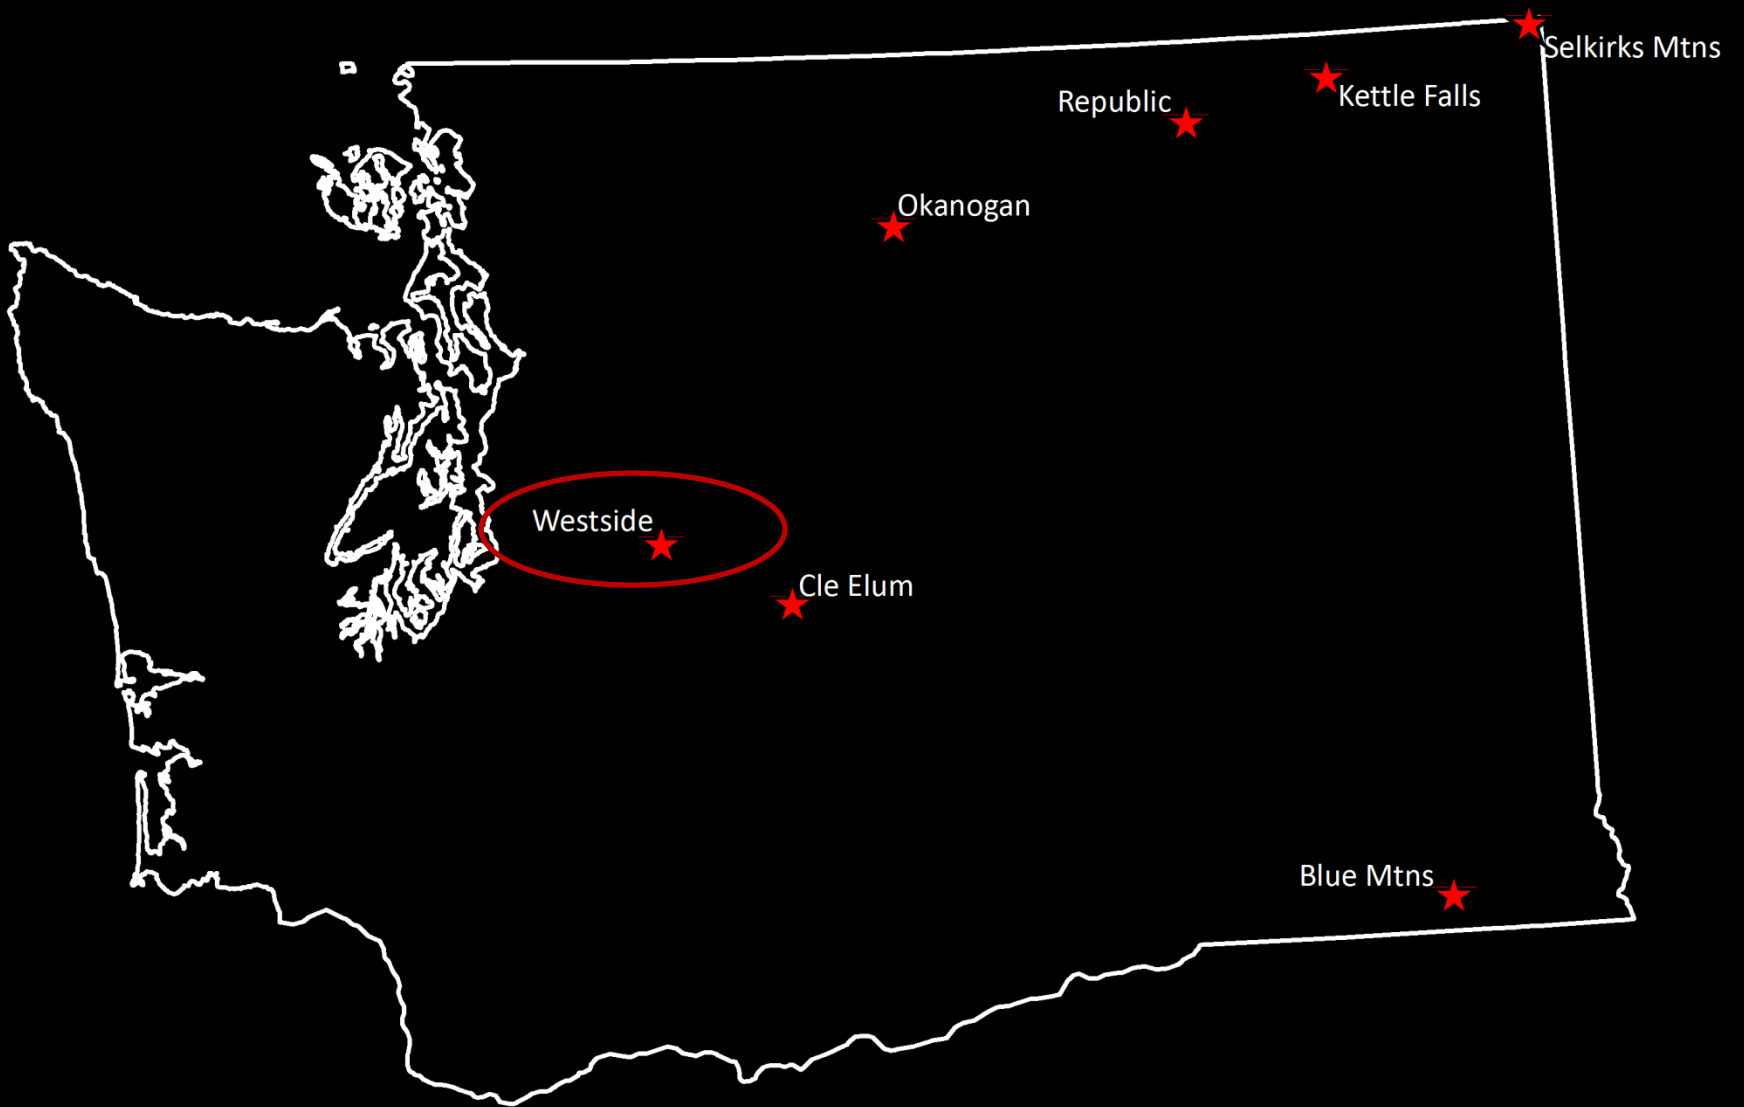 Selkirks Mtns
Kettle Falls
Republic
Okanogan
Westside
Cle Elum
Blue Mtns